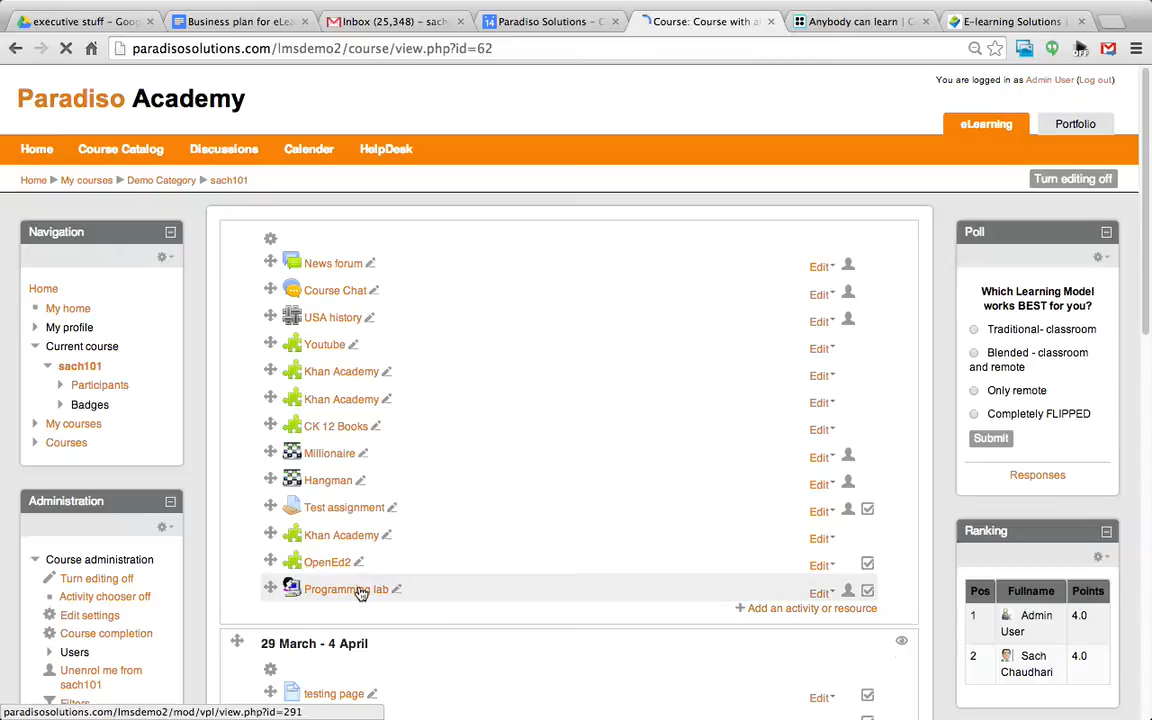 executive stuff – Goog
Business plan for eLea
Inbox (25,348) – sach
Paradiso Solutions – C
Course: Course with a
Anybody can learn | C
E-learning Solutions |
paradisosolutions.com/lmsdemo2/course/view.php?id=62
You are logged in as Admin User (Log out)
Paradiso Academy
eLearning
Portfolio
Home
Course Catalog
Discussions
Calender
HelpDesk
Home ▶ My courses ▶ Demo Category ▶ sach101
Turn editing off
Navigation
Home
My home
My profile
Current course
sach101
Participants
Badges
My courses
Courses
Administration
Course administration
Turn editing off
Activity chooser off
Edit settings
Course completion
Users
Unenrol me from
sach101
Filters
News forum
Edit
Course Chat
Edit
USA history
Edit
Youtube
Edit
Khan Academy
Edit
Khan Academy
Edit
CK 12 Books
Edit
Millionaire
Edit
Hangman
Edit
Test assignment
Edit
Khan Academy
Edit
OpenEd2
Edit
Programming lab
Edit
Add an activity or resource
29 March - 4 April
testing page
Edit
Poll
Which Learning Model
works BEST for you?
Traditional- classroom
Blended - classroom
and remote
Only remote
Completely FLIPPED
Submit
Responses
Ranking
Pos Fullname Points
1 Admin User 4.0
2 Sach Chaudhari 4.0
paradisosolutions.com/lmsdemo2/mod/vpl/view.php?id=291